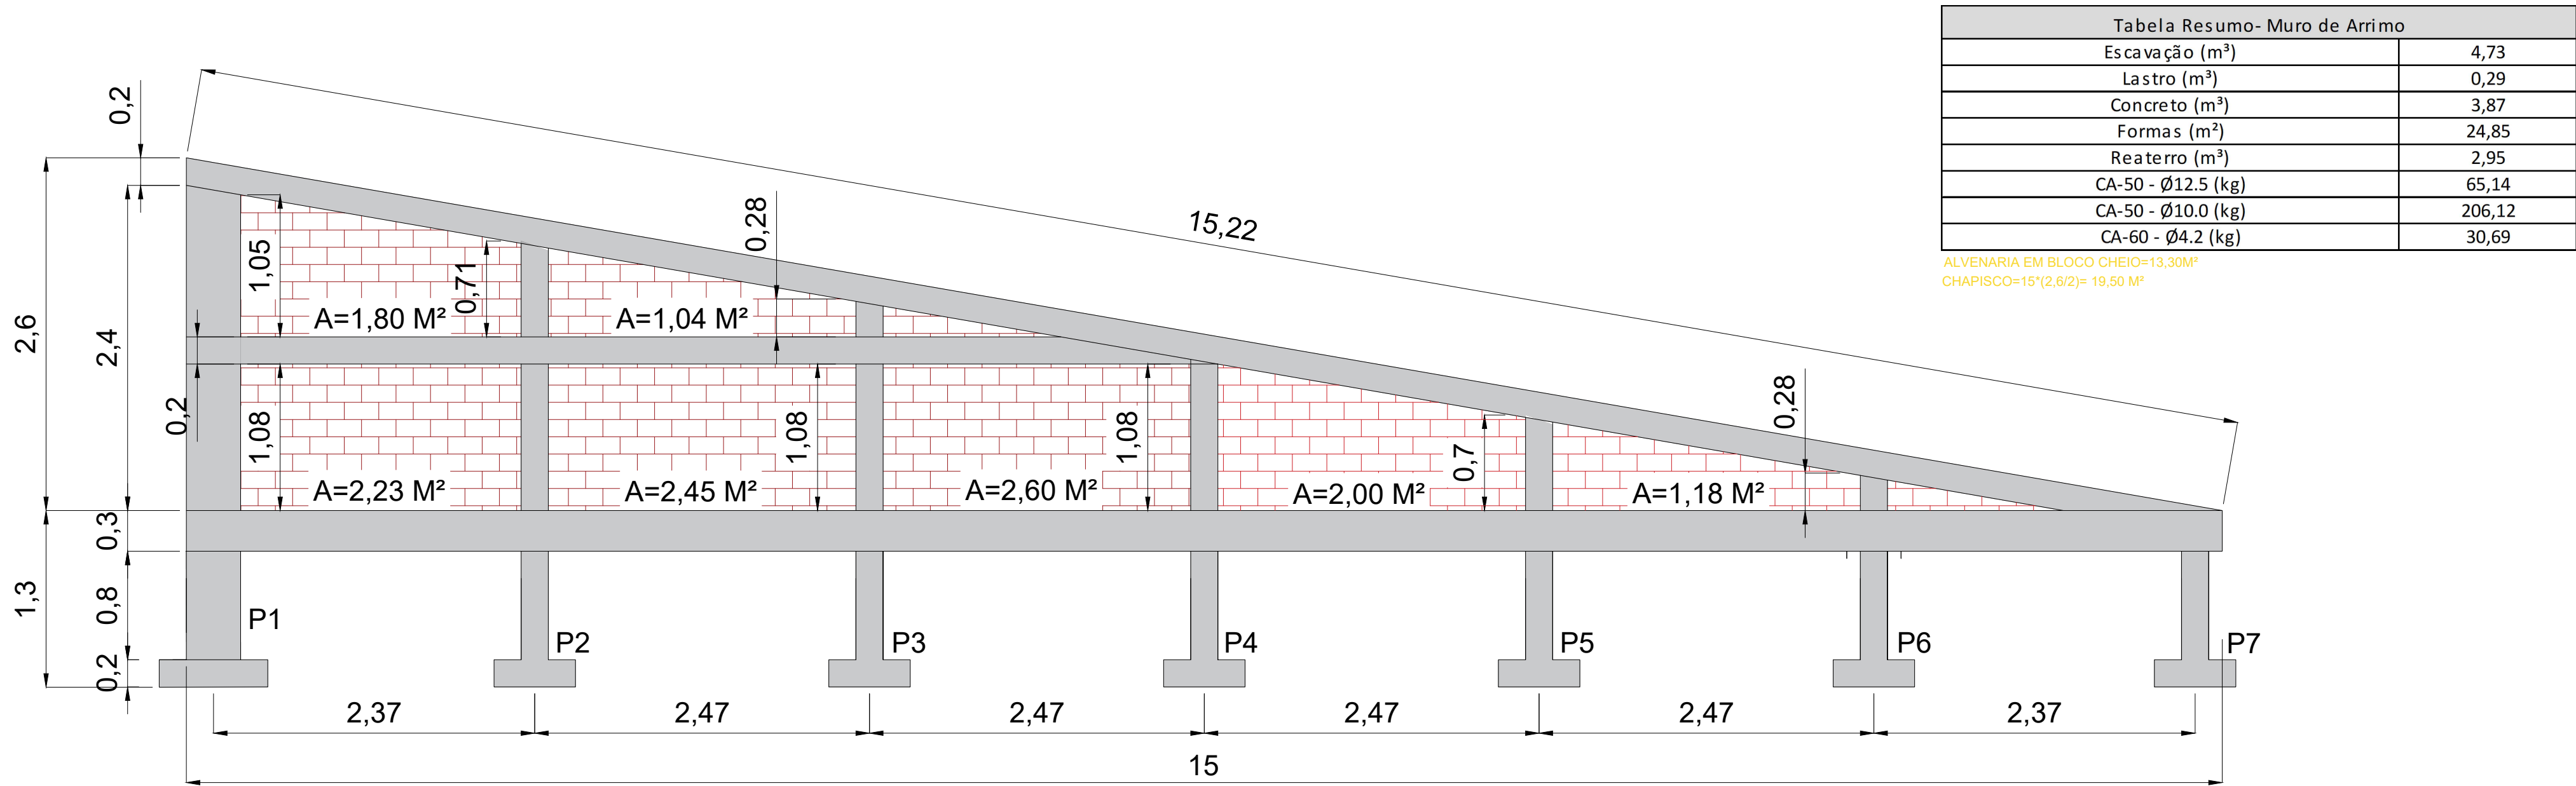 Tabela Resumo- Muro de Arrimo
Escavação (m³) 4,73
Lastro (m³) 0,29
Concreto (m³) 3,87
Formas (m²) 24,85
Reaterro (m³) 2,95
CA-50 - Ø12.5 (kg) 65,14
CA-50 - Ø10.0 (kg) 206,12
CA-60 - Ø4.2 (kg) 30,69
ALVENARIA EM BLOCO CHEIO=13,30M²
CHAPISCO=15*(2,6/2)= 19,50 M²
0,2
15,22
0,28
1,05
0,71
A=1,80 M²
A=1,04 M²
2,6
2,4
0,2
1,08
1,08
1,08
0,7
0,28
A=2,23 M²
A=2,45 M²
A=2,60 M²
A=2,00 M²
A=1,18 M²
0,3
1,3
0,8
0,2
P1
P2
P3
P4
P5
P6
P7
2,37
2,47
2,47
2,47
2,47
2,37
15